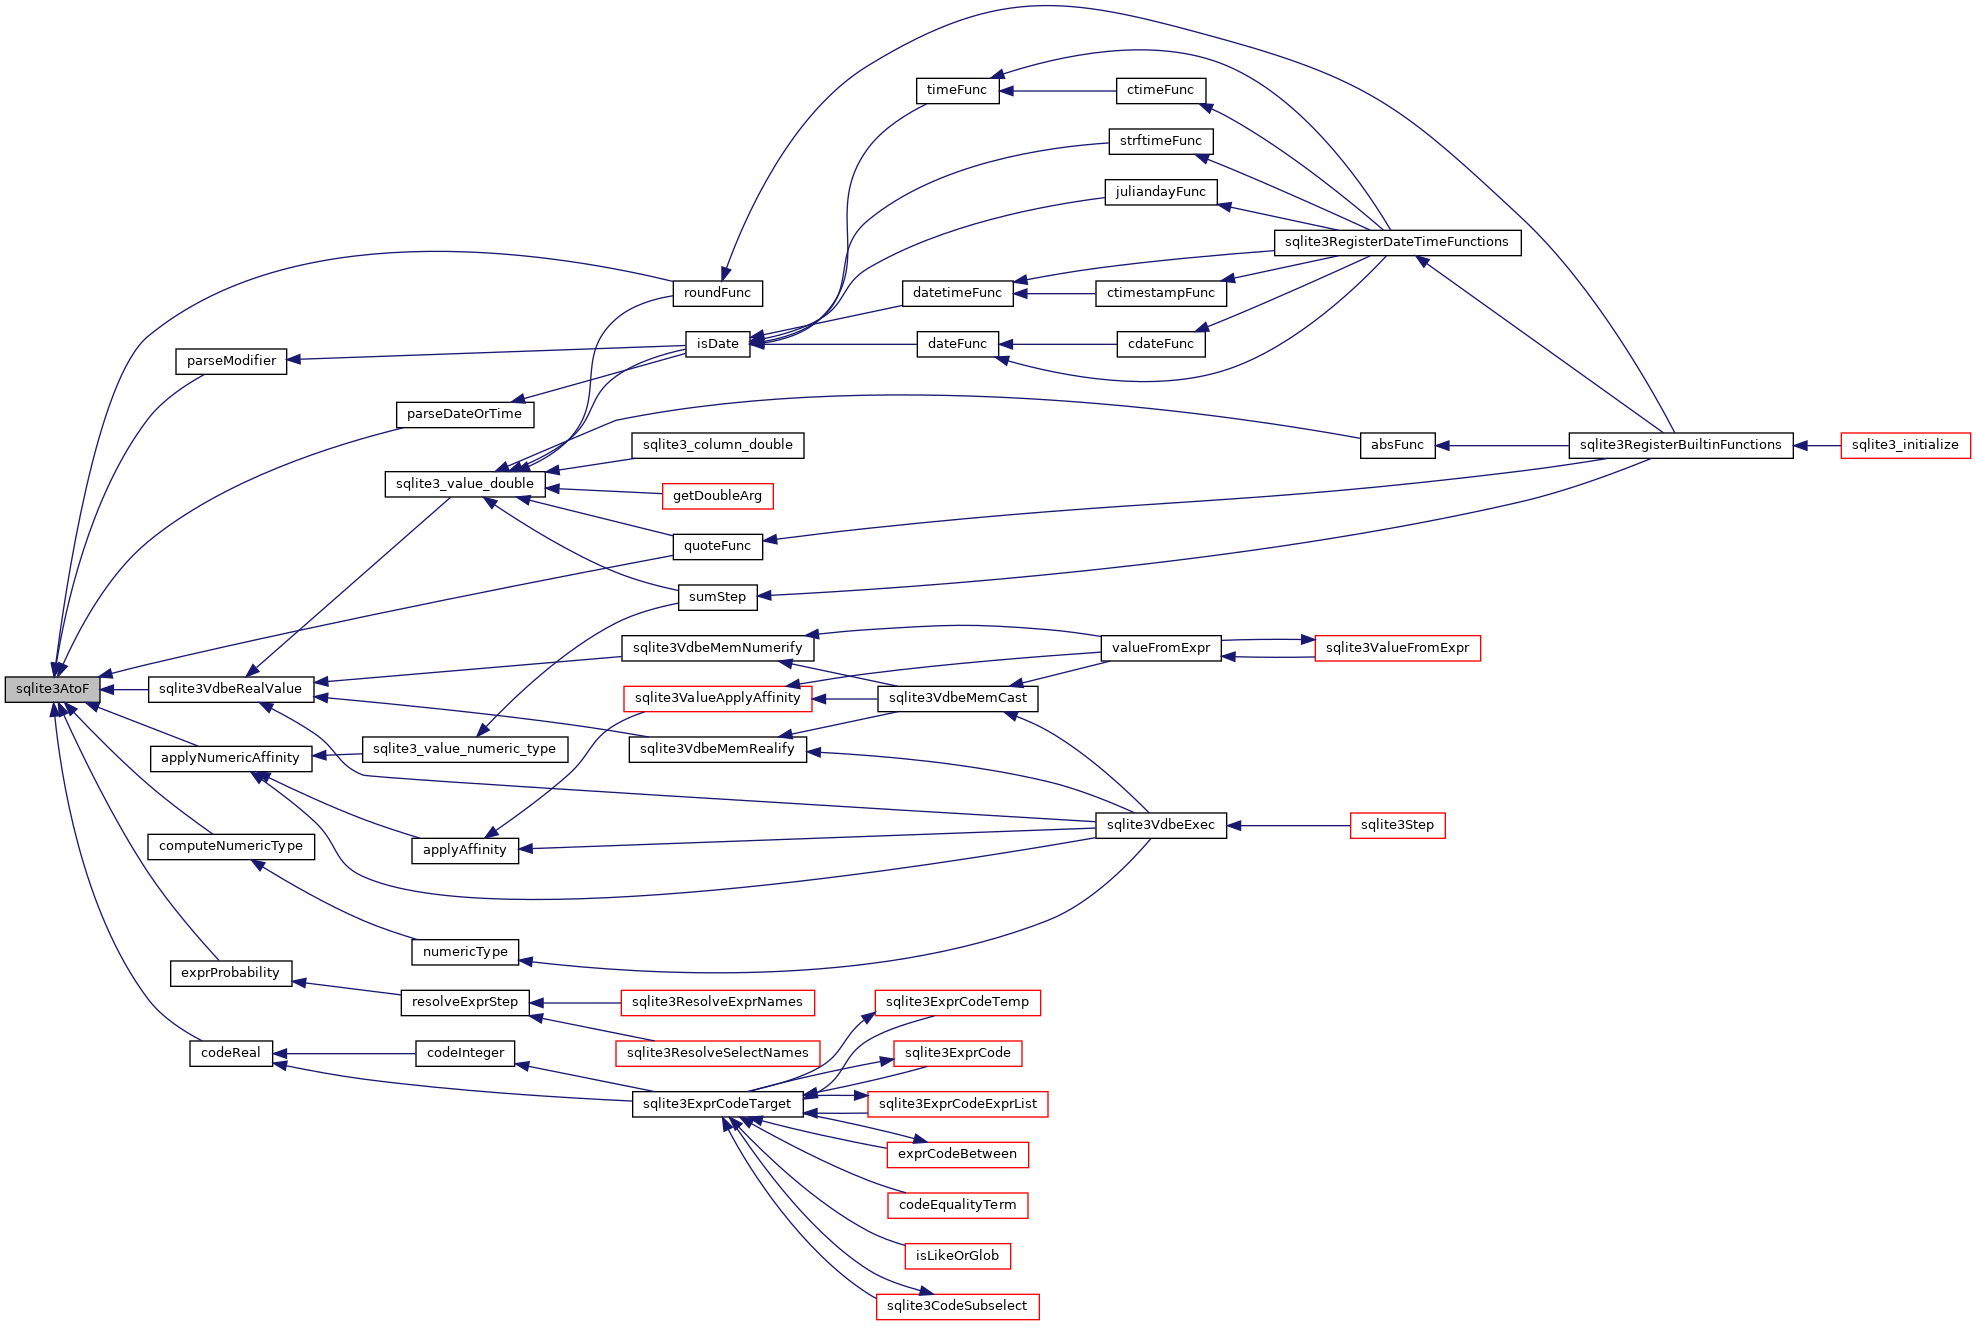 timeFunc
ctimeFunc
strftimeFunc
juliandayFunc
sqlite3RegisterDateTimeFunctions
roundFunc
datetimeFunc
ctimestampFunc
parseModifier
isDate
dateFunc
cdateFunc
parseDateOrTime
sqlite3_column_double
absFunc
sqlite3RegisterBuiltinFunctions
sqlite3_initialize
sqlite3_value_double
getDoubleArg
quoteFunc
sumStep
sqlite3VdbeMemNumerify
valueFromExpr
sqlite3ValueFromExpr
sqlite3AtoF
sqlite3VdbeRealValue
sqlite3ValueApplyAffinity
sqlite3VdbeMemCast
applyNumericAffinity
sqlite3_value_numeric_type
sqlite3VdbeMemRealify
computeNumericType
applyAffinity
sqlite3VdbeExec
sqlite3Step
numericType
exprProbability
resolveExprStep
sqlite3ResolveExprNames
sqlite3ExprCodeTemp
codeReal
codeInteger
sqlite3ResolveSelectNames
sqlite3ExprCode
sqlite3ExprCodeTarget
sqlite3ExprCodeExprList
exprCodeBetween
codeEqualityTerm
isLikeOrGlob
sqlite3CodeSubselect